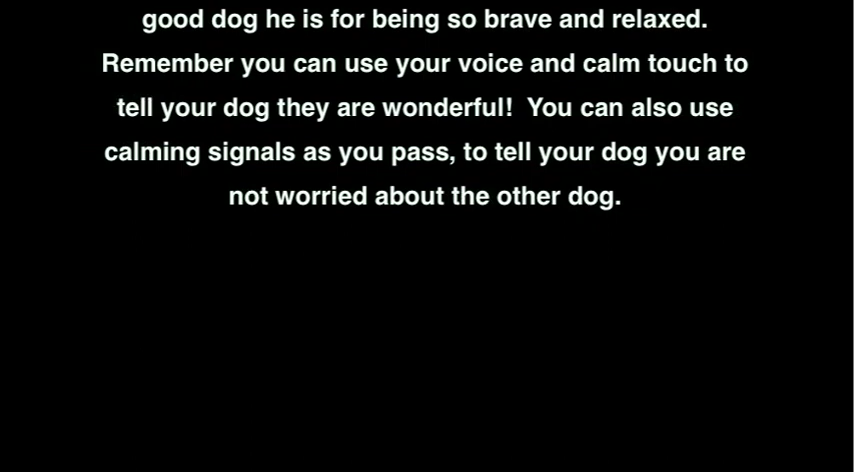 good dog he is for being so brave and relaxed.
Remember you can use your voice and calm touch to
tell your dog they are wonderful!  You can also use
calming signals as you pass, to tell your dog you are
not worried about the other dog.